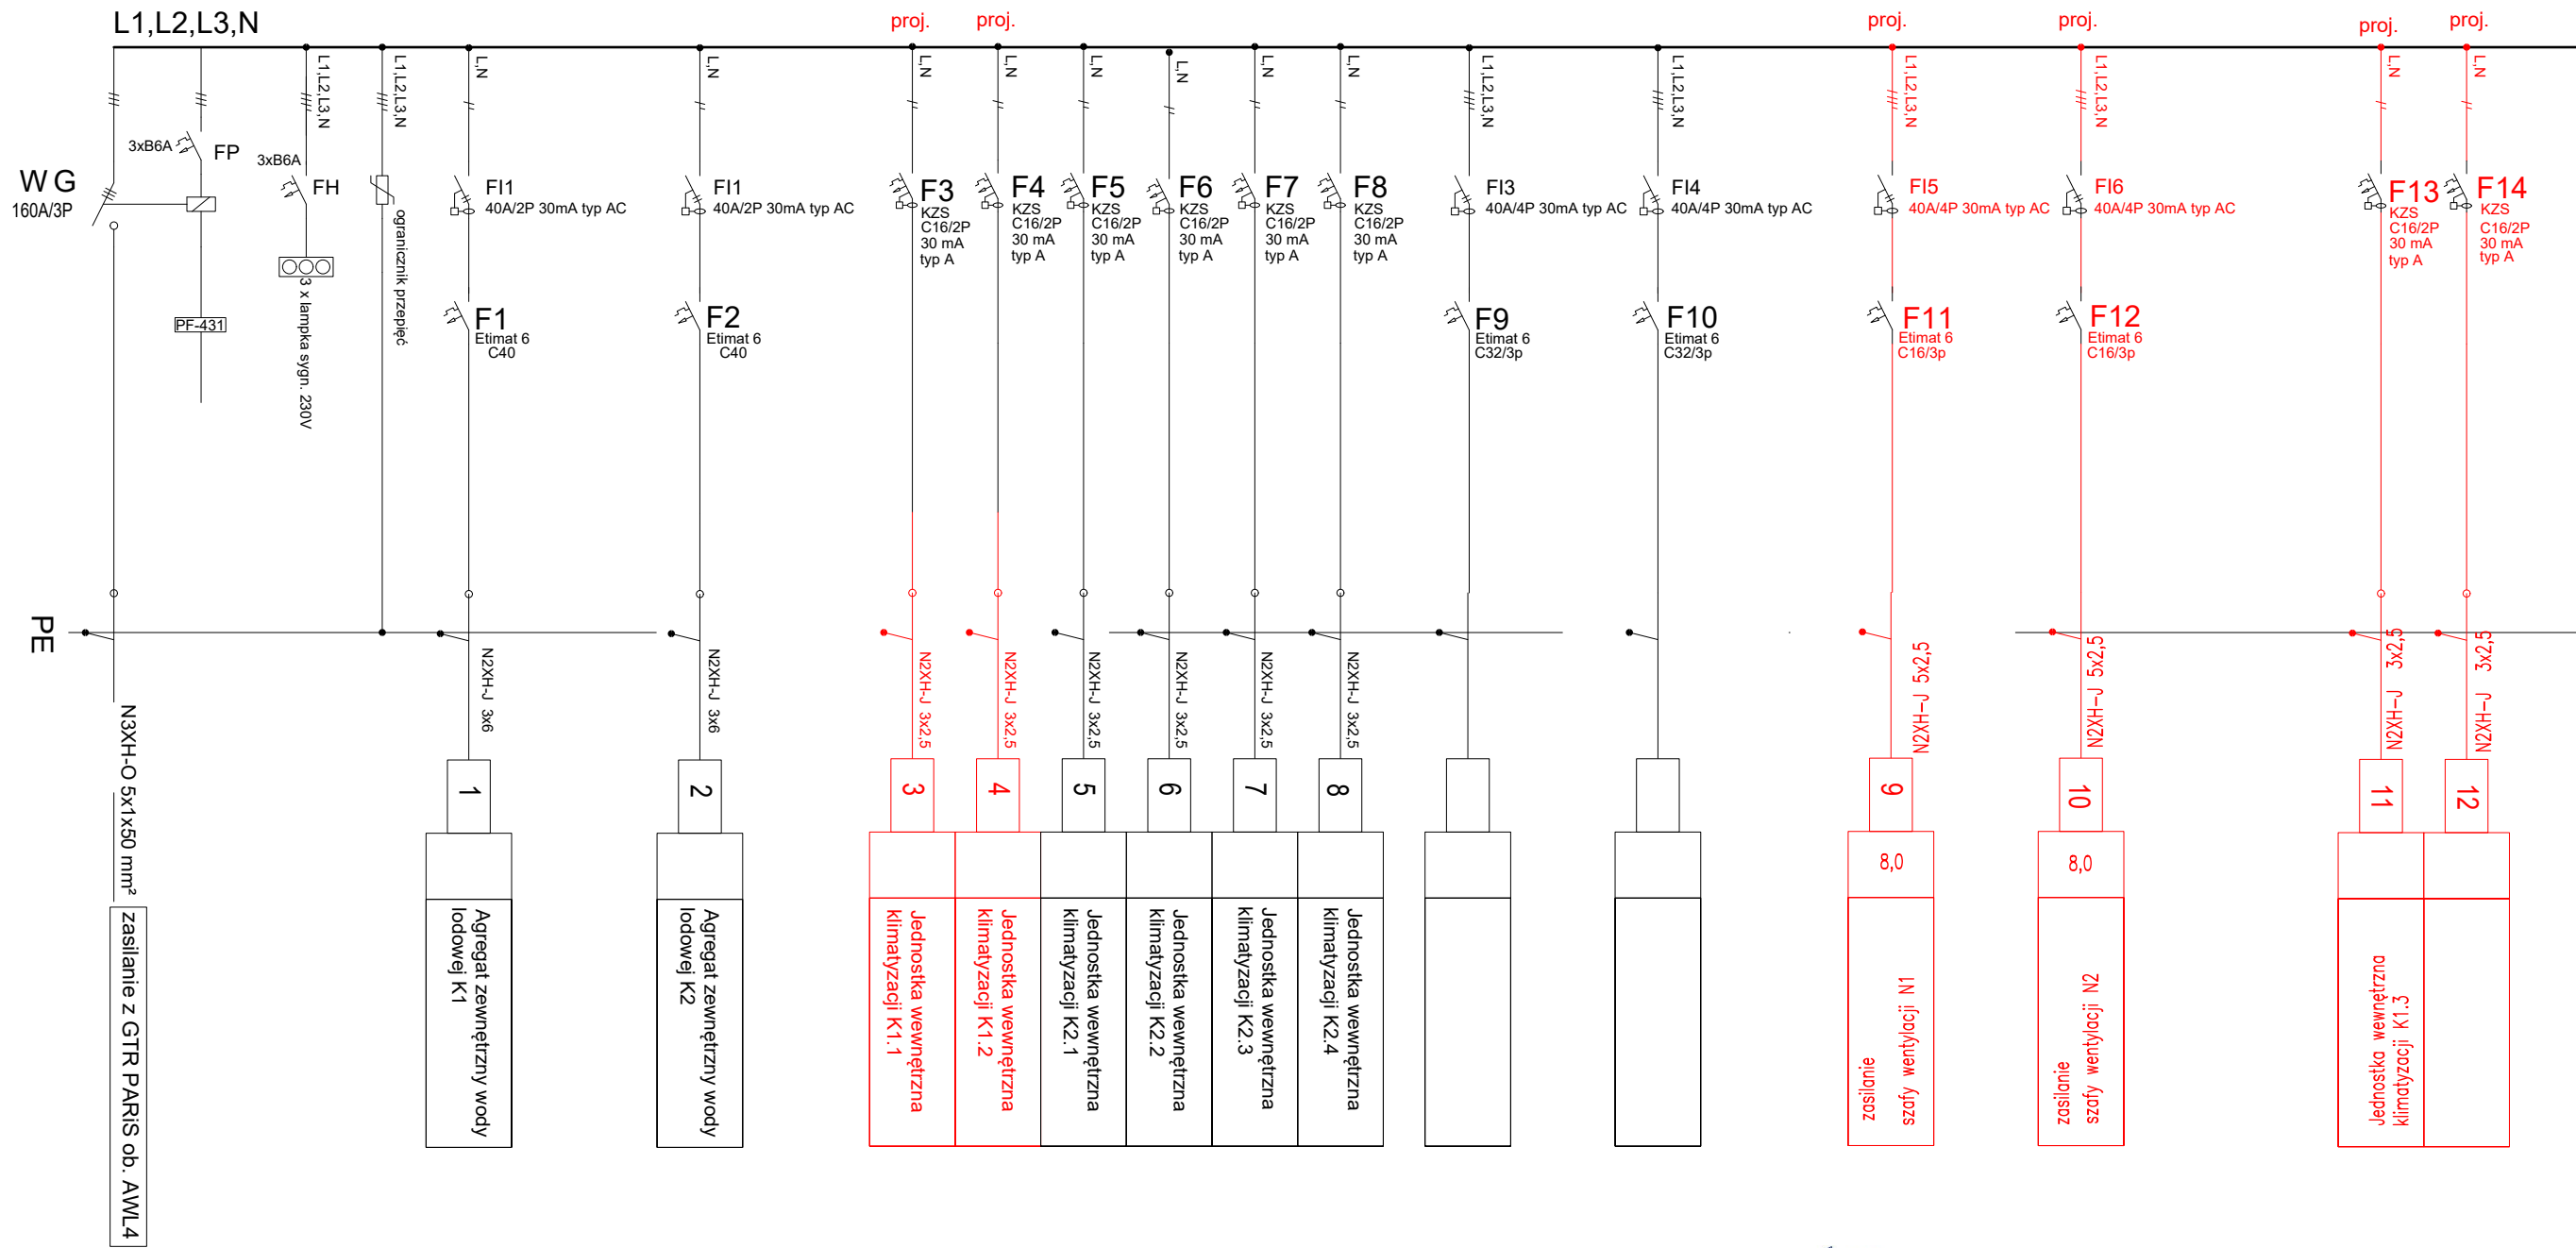 L1,L2,L3,N
proj.
proj.
proj.
proj.
proj.
proj.
L1,L2,L3,N
L1,L2,L3,N
L,N
L,N
L,N
L,N
L,N
L,N
L,N
L,N
L1,L2,L3,N
L1,L2,L3,N
L1,L2,L3,N
L1,L2,L3,N
L,N
L,N
WG
160A/3P
3xB6A
FP
PF-431
3xB6A
FH
3 x lampka sygn. 230V
ogranicznik przepięć
FI1
40A/2P 30mA typ AC
F1
Etimat 6
C40
FI1
40A/2P 30mA typ AC
F2
Etimat 6
C40
F3
KZS
C16/2P
30 mA
typ A
F4
KZS
C16/2P
30 mA
typ A
F5
KZS
C16/2P
30 mA
typ A
F6
KZS
C16/2P
30 mA
typ A
F7
KZS
C16/2P
30 mA
typ A
F8
KZS
C16/2P
30 mA
typ A
FI3
40A/4P 30mA typ AC
F9
Etimat 6
C32/3p
FI4
40A/4P 30mA typ AC
F10
Etimat 6
C32/3p
FI5
40A/4P 30mA typ AC
F11
Etimat 6
C16/3p
FI6
40A/4P 30mA typ AC
F12
Etimat 6
C16/3p
F13
KZS
C16/2P
30 mA
typ A
F14
KZS
C16/2P
30 mA
typ A
PE
N3XH-O 5x1x50 mm²
zasilanie z GTR PARiS ob. AWL4
N2XH-J 3x6
1
Agregat zewnętrzny wody
lodowej K1
N2XH-J 3x6
2
Agregat zewnętrzny wody
lodowej K2
N2XH-J 3x2,5
3
Jednostka wewnętrzna
klimatyzacji K1.1
N2XH-J 3x2,5
4
Jednostka wewnętrzna
klimatyzacji K1.2
N2XH-J 3x2,5
5
Jednostka wewnętrzna
klimatyzacji K2.1
N2XH-J 3x2,5
6
Jednostka wewnętrzna
klimatyzacji K2.2
N2XH-J 3x2,5
7
Jednostka wewnętrzna
klimatyzacji K2.3
N2XH-J 3x2,5
8
Jednostka wewnętrzna
klimatyzacji K2.4
N2XH-J 5x2,5
9
8,0
zasilanie
szafy wentylacji N1
N2XH-J 5x2,5
10
8,0
zasilanie
szafy wentylacji N2
N2XH-J 3x2,5
11
Jednostka wewnętrzna
klimatyzacji K1.3
N2XH-J 3x2,5
12